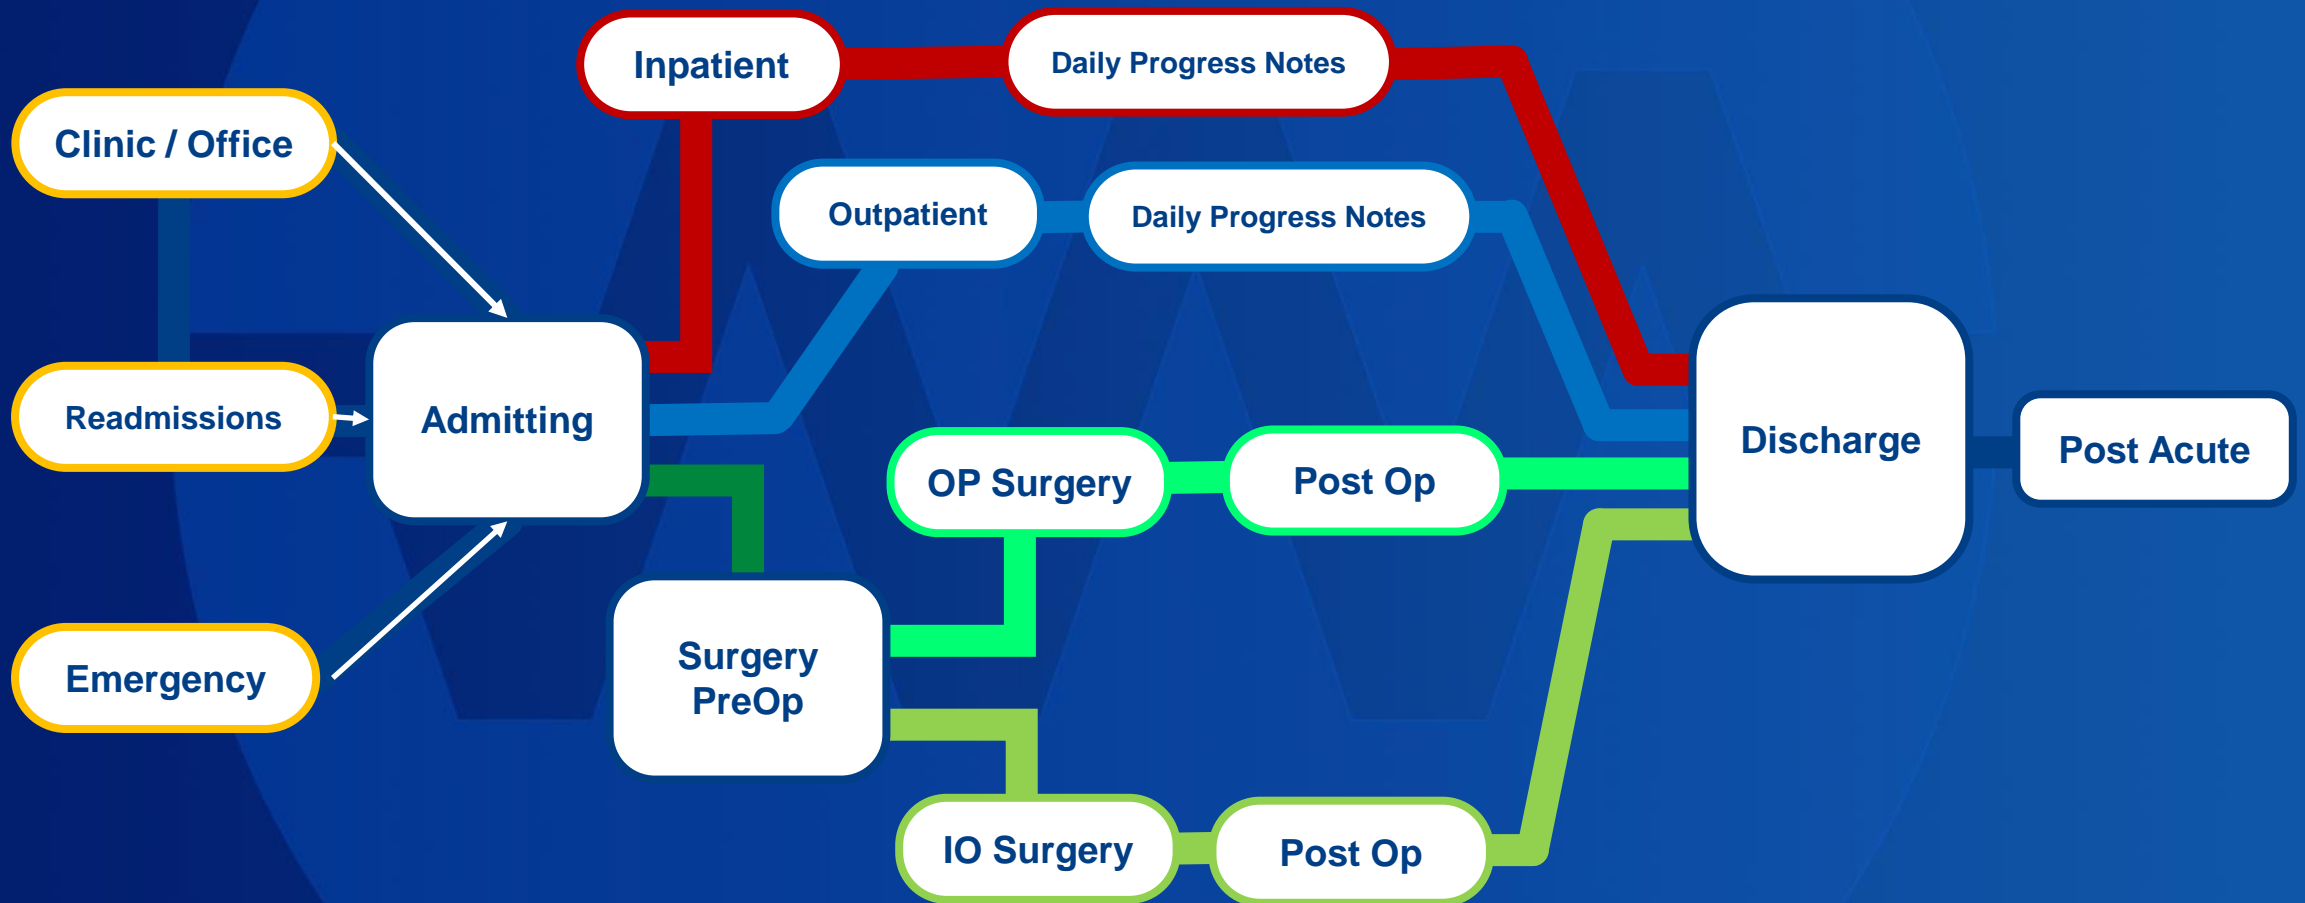 Inpatient
Daily Progress Notes
Clinic / Office
Outpatient
Daily Progress Notes
Readmissions
Admitting
Discharge
Post Acute
OP Surgery
Post Op
Emergency
Surgery
PreOp
IO Surgery
Post Op